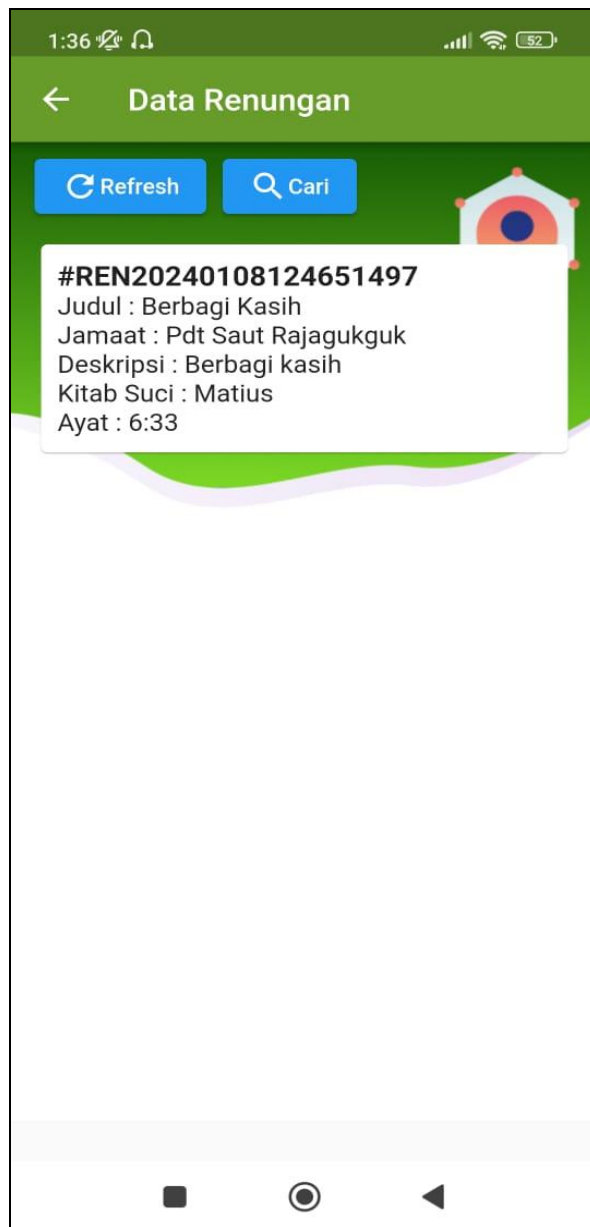 1:36 52
Data Renungan
Refresh Cari
#REN20240108124651497
Judul : Berbagi Kasih
Jamaat : Pdt Saut Rajagukguk
Deskripsi : Berbagi kasih
Kitab Suci : Matius
Ayat : 6:33